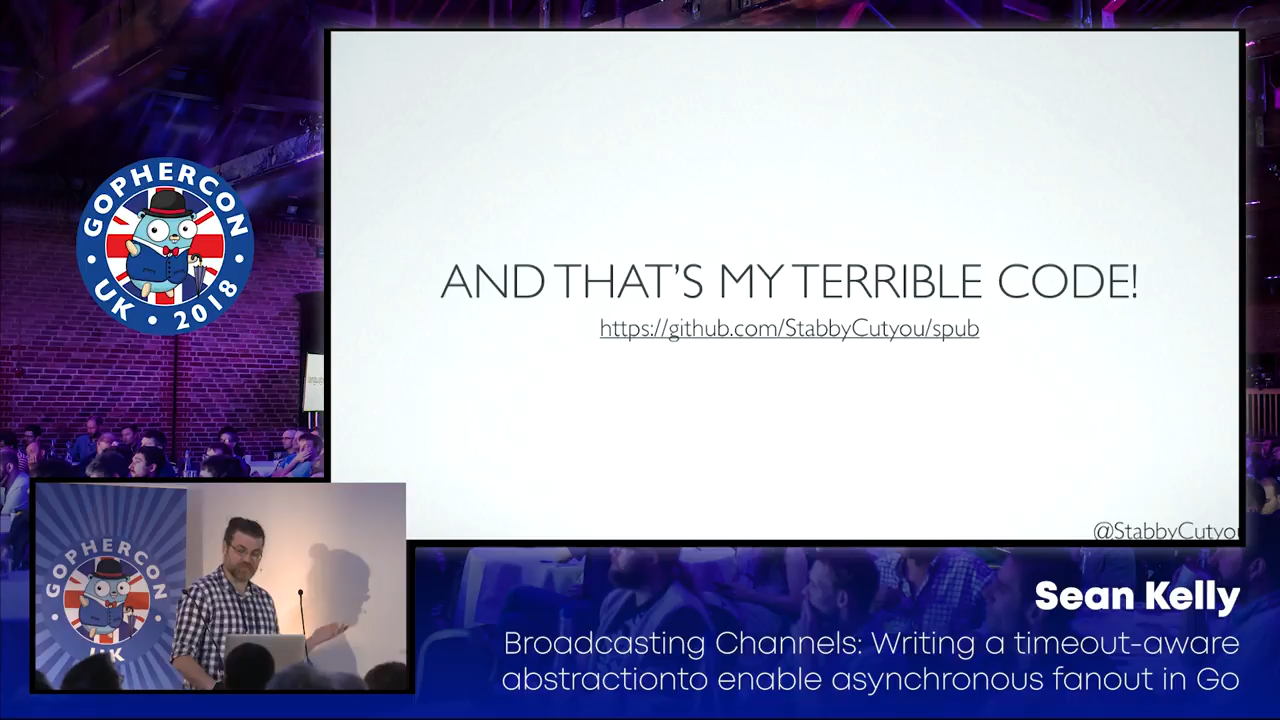 GOPHERCON
UK • 2018
AND THAT'S MY TERRIBLE CODE!
https://github.com/StabbyCutyou/spub
@StabbyCutyo
GOPHERCON
UK
Sean Kelly
Broadcasting Channels: Writing a timeout-aware
abstractionto enable asynchronous fanout in Go